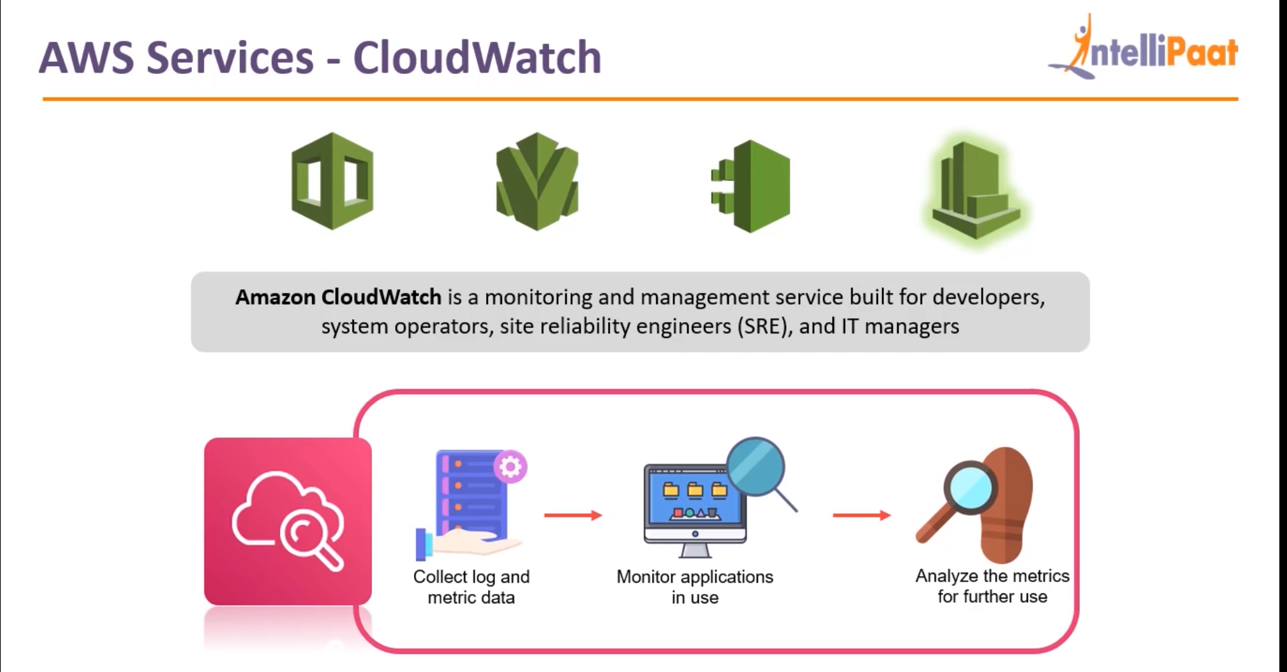 AWS Services - CloudWatch
IntelliPaat
Amazon CloudWatch is a monitoring and management service built for developers,
system operators, site reliability engineers (SRE), and IT managers
Collect log and
metric data
Monitor applications
in use
Analyze the metrics
for further use